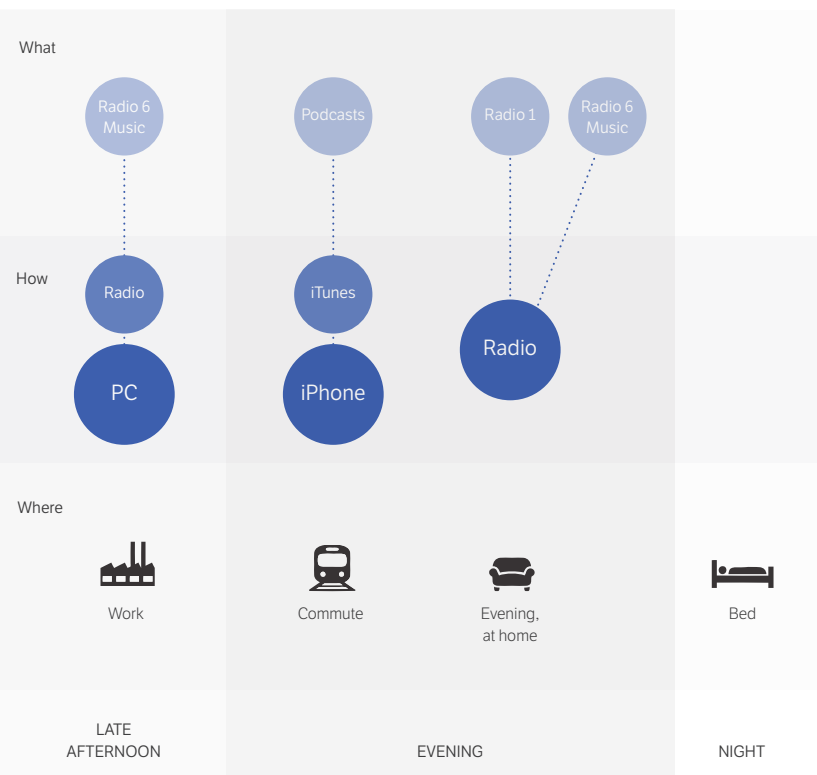 What
Radio 6
Music
Podcasts
Radio 1
Radio 6
Music
How
Radio
iTunes
Radio
PC
iPhone
Where
Work
Commute
Evening,
at home
Bed
LATE
AFTERNOON
EVENING
NIGHT